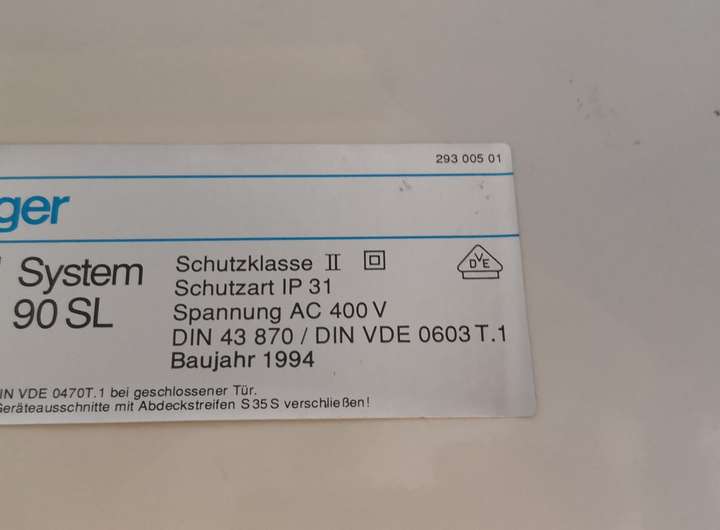 293 005 01
ger
System
90 SL
Schutzklasse II
Schutzart IP 31
Spannung AC 400 V
DIN 43 870 / DIN VDE 0603 T.1
Baujahr 1994
VDE
IN VDE 0470T.1 bei geschlossener Tür.
Geräteausschnitte mit Abdeckstreifen S 35 S verschließen!